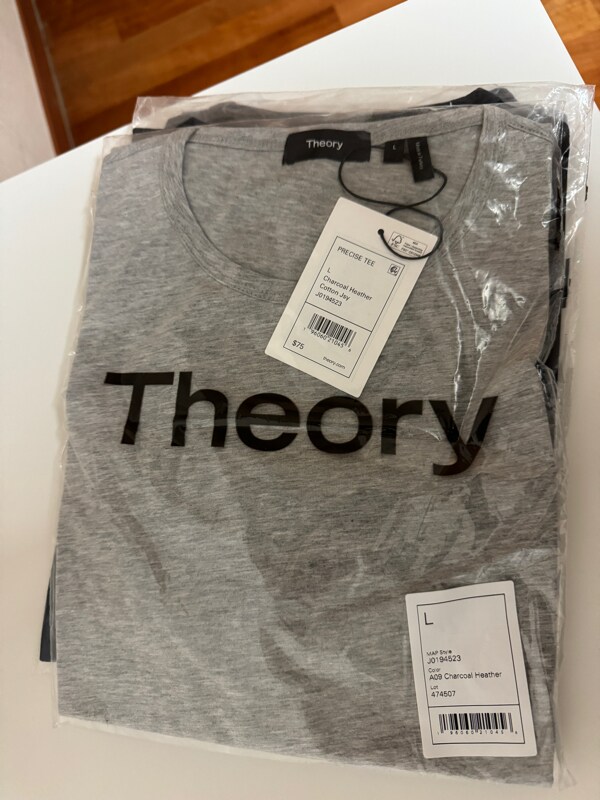 Theory
L
PRECISE TEE
L
Charcoal Heather
Cotton Jsy
J0194523
$75
theory.com
Theory
L
MAP Style
J0194523
Color
A09 Charcoal Heather
Lot
474507